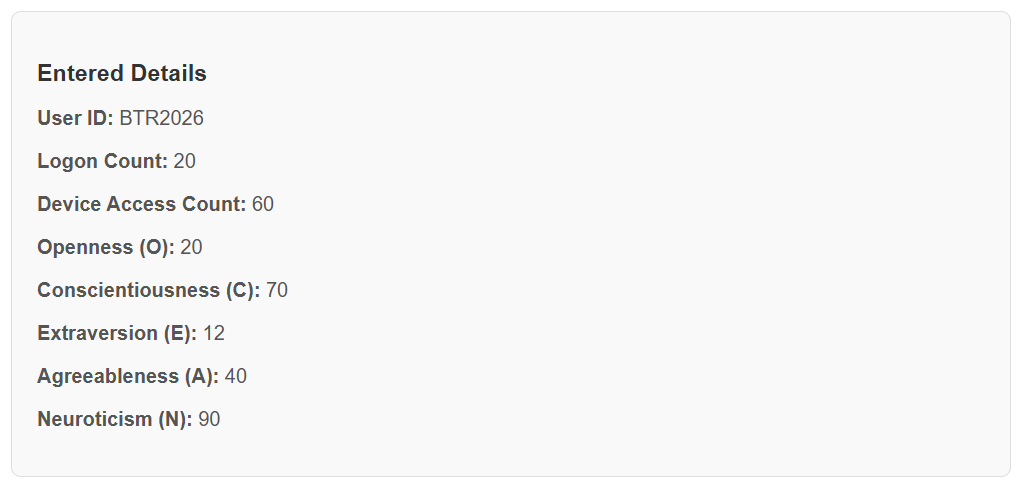 Entered Details
User ID: BTR2026
Logon Count: 20
Device Access Count: 60
Openness (O): 20
Conscientiousness (C): 70
Extraversion (E): 12
Agreeableness (A): 40
Neuroticism (N): 90